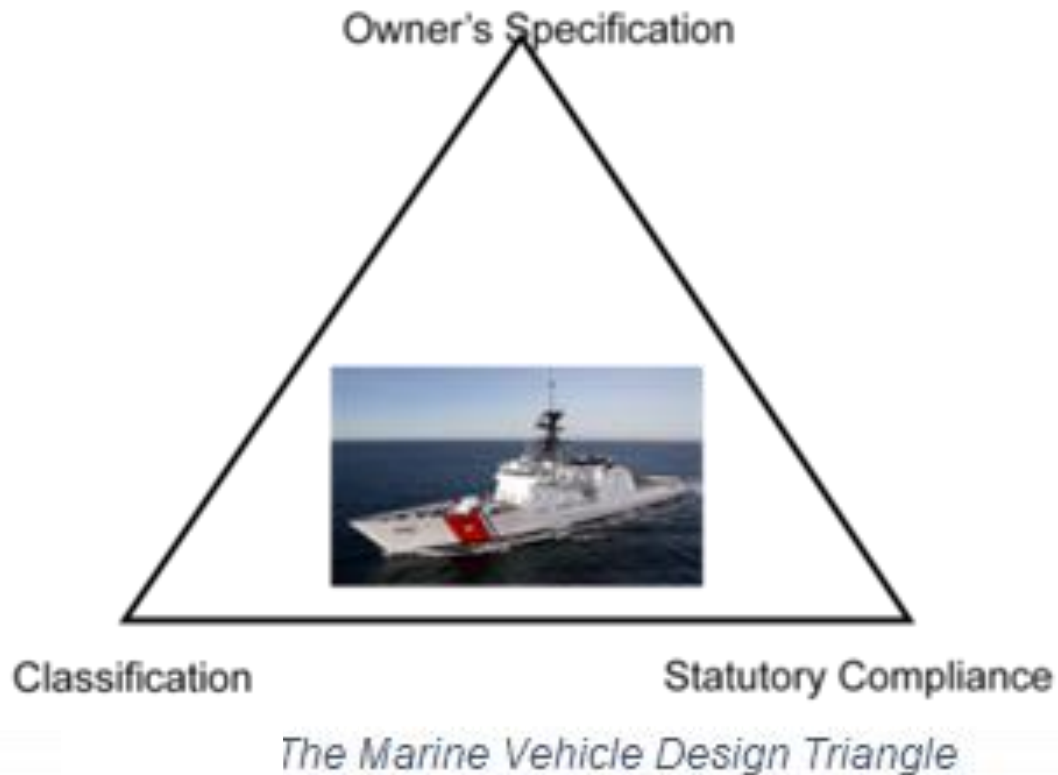 Owner's Specification
Classification
Statutory Compliance
The Marine Vehicle Design Triangle